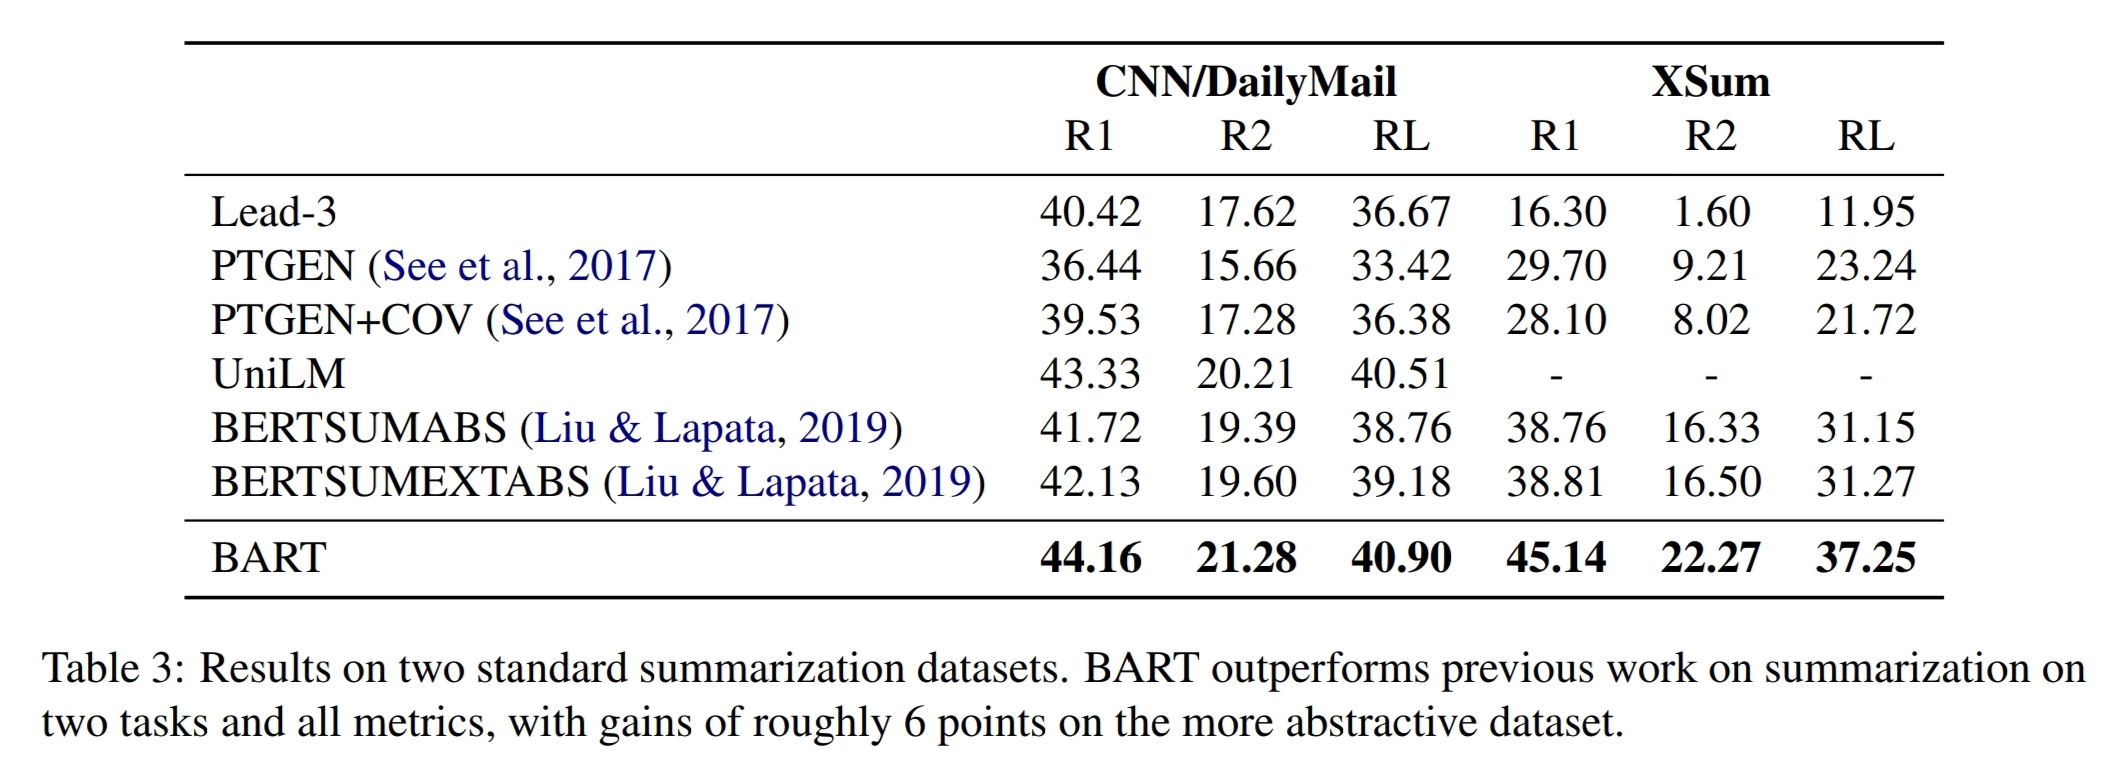 CNN/DailyMail XSum
R1 R2 RL R1 R2 RL
Lead-3 40.42 17.62 36.67 16.30 1.60 11.95
PTGEN (See et al., 2017) 36.44 15.66 33.42 29.70 9.21 23.24
PTGEN+COV (See et al., 2017) 39.53 17.28 36.38 28.10 8.02 21.72
UniLM 43.33 20.21 40.51 - - -
BERTSUMABS (Liu & Lapata, 2019) 41.72 19.39 38.76 38.76 16.33 31.15
BERTSUMEXTABS (Liu & Lapata, 2019) 42.13 19.60 39.18 38.81 16.50 31.27
BART 44.16 21.28 40.90 45.14 22.27 37.25
Table 3: Results on two standard summarization datasets. BART outperforms previous work on summarization on
two tasks and all metrics, with gains of roughly 6 points on the more abstractive dataset.